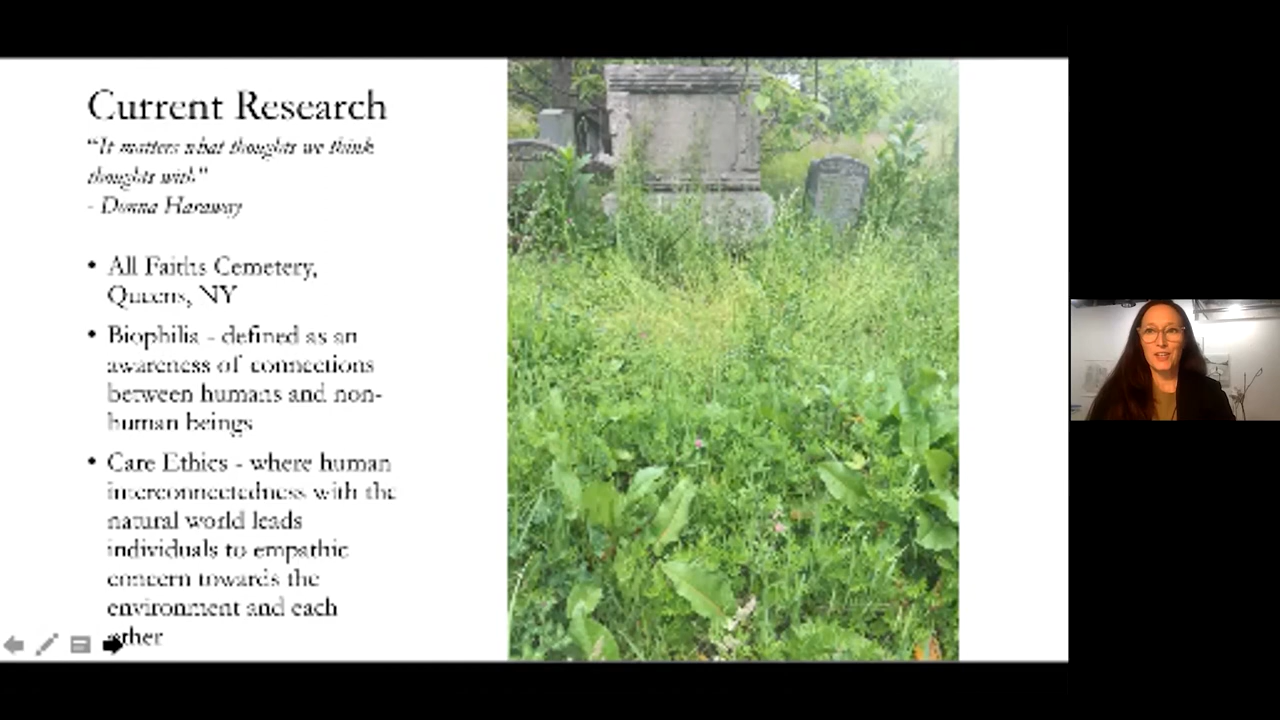 Current Research
“It matters what thoughts we think
thoughts with”
- Donna Haraway
• All Faiths Cemetery,
Queens, NY
• Biophilia - defined as an
awareness of connections
between humans and non-
human beings
• Care Ethics - where human
interconnectedness with the
natural world leads
individuals to empathic
concern towards the
environment and each
other